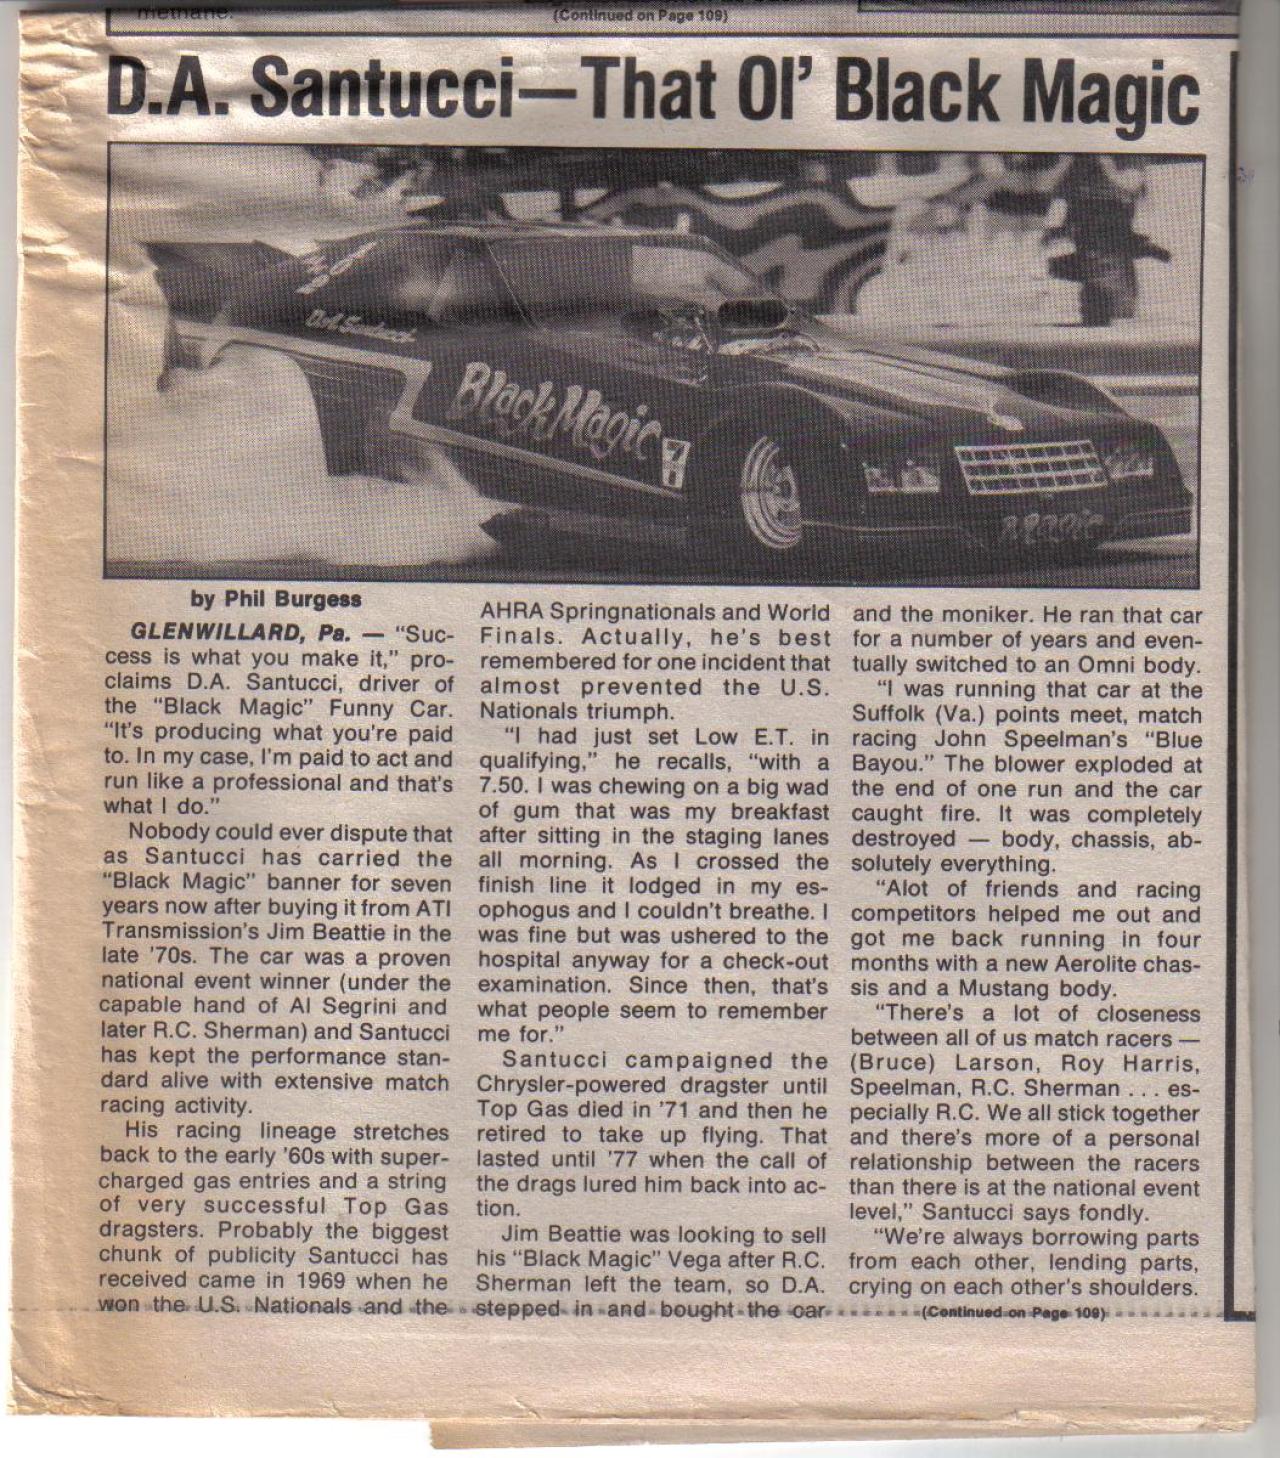 methane.
(Continued on Page 109)
D.A. Santucci—That Ol' Black Magic
D.A. Santucci
Black Magic
7
Magic
by Phil Burgess
GLENWILLARD, Pa. — "Suc-
cess is what you make it," pro-
claims D.A. Santucci, driver of
the "Black Magic" Funny Car.
"It's producing what you're paid
to. In my case, I'm paid to act and
run like a professional and that's
what I do."
Nobody could ever dispute that
as Santucci has carried the
"Black Magic" banner for seven
years now after buying it from ATI
Transmission's Jim Beattie in the
late '70s. The car was a proven
national event winner (under the
capable hand of Al Segrini and
later R.C. Sherman) and Santucci
has kept the performance stan-
dard alive with extensive match
racing activity.
His racing lineage stretches
back to the early '60s with super-
charged gas entries and a string
of very successful Top Gas
dragsters. Probably the biggest
chunk of publicity Santucci has
received came in 1969 when he
won the U.S. Nationals and the
AHRA Springnationals and World
Finals. Actually, he's best
remembered for one incident that
almost prevented the U.S.
Nationals triumph.
"I had just set Low E.T. in
qualifying," he recalls, "with a
7.50. I was chewing on a big wad
of gum that was my breakfast
after sitting in the staging lanes
all morning. As I crossed the
finish line it lodged in my es-
ophogus and I couldn't breathe. I
was fine but was ushered to the
hospital anyway for a check-out
examination. Since then, that's
what people seem to remember
me for."
Santucci campaigned the
Chrysler-powered dragster until
Top Gas died in '71 and then he
retired to take up flying. That
lasted until '77 when the call of
the drags lured him back into ac-
tion.
Jim Beattie was looking to sell
his "Black Magic" Vega after R.C.
Sherman left the team, so D.A.
stepped in and bought the car
and the moniker. He ran that car
for a number of years and even-
tually switched to an Omni body.
"I was running that car at the
Suffolk (Va.) points meet, match
racing John Speelman's "Blue
Bayou." The blower exploded at
the end of one run and the car
caught fire. It was completely
destroyed — body, chassis, ab-
solutely everything.
"Alot of friends and racing
competitors helped me out and
got me back running in four
months with a new Aerolite chas-
sis and a Mustang body.
"There's a lot of closeness
between all of us match racers —
(Bruce) Larson, Roy Harris,
Speelman, R.C. Sherman . . . es-
pecially R.C. We all stick together
and there's more of a personal
relationship between the racers
than there is at the national event
level," Santucci says fondly.
"We're always borrowing parts
from each other, lending parts,
crying on each other's shoulders.
(Continued on Page 109)